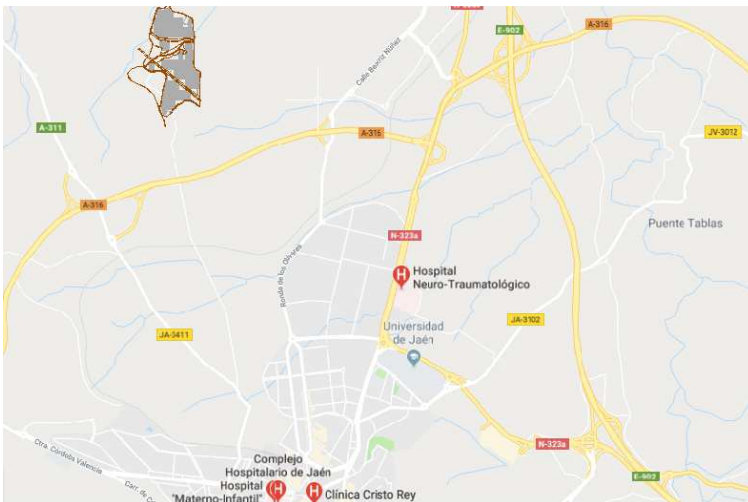 N-323a
A-316
E-902
Calle Beatriz Núñez
A-311
A-316
JV-3012
A-316
Puente Tablas
N-323a
Ronda de los Olivares
Hospital
Neuro-Traumatológico
JA-3102
Universidad
de Jaén
JA-3411
Ctra. Córdoba Valencia
N-323a
Complejo
Hospitalario de Jaén
Hospital
"Materno-Infantil"
Clínica Cristo Rey
E-902